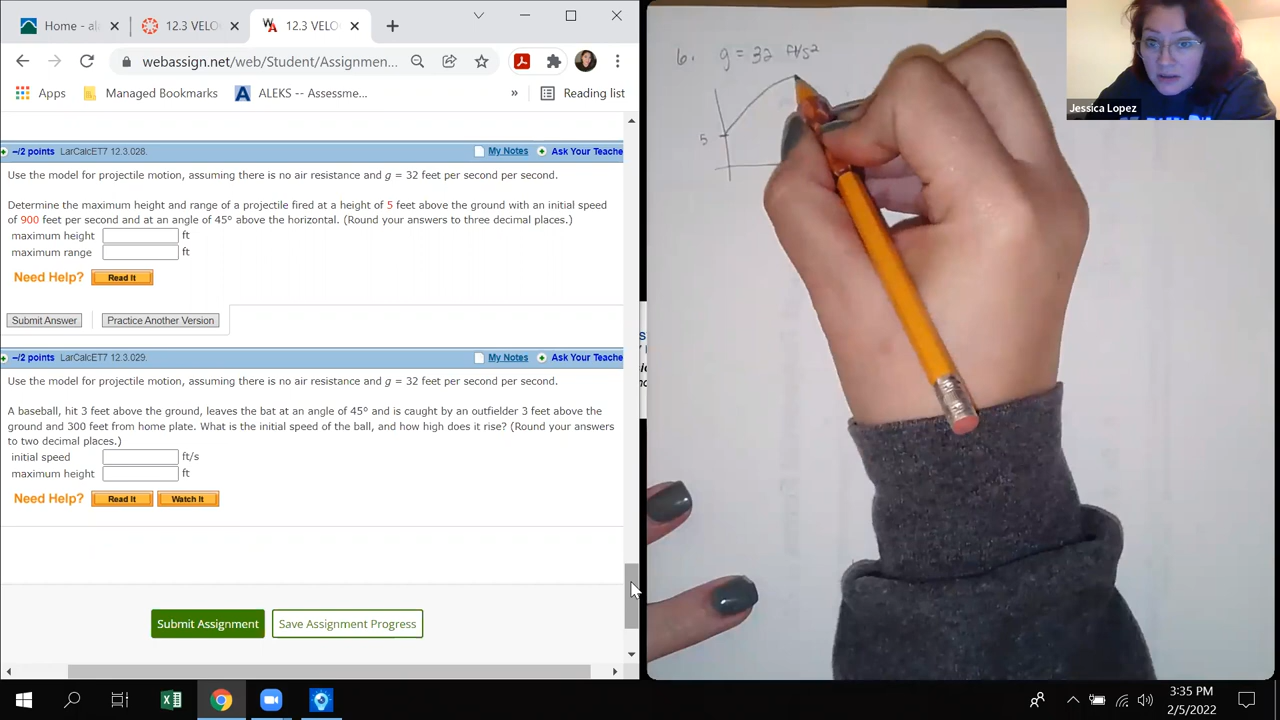 Home - al
12.3 VELO
12.3 VELO
webassign.net/web/Student/Assignmen
Apps
Managed Bookmarks
ALEKS -- Assessme...
»
Reading list
–/2 points LarCalcET7 12.3.028.
My Notes
Ask Your Teache
Use the model for projectile motion, assuming there is no air resistance and g = 32 feet per second per second.
Determine the maximum height and range of a projectile fired at a height of 5 feet above the ground with an initial speed
of 900 feet per second and at an angle of 45° above the horizontal. (Round your answers to three decimal places.)
maximum height ft
maximum range ft
Need Help? Read It
Submit Answer Practice Another Version
–/2 points LarCalcET7 12.3.029.
My Notes
Ask Your Teache
Use the model for projectile motion, assuming there is no air resistance and g = 32 feet per second per second.
A baseball, hit 3 feet above the ground, leaves the bat at an angle of 45° and is caught by an outfielder 3 feet above the
ground and 300 feet from home plate. What is the initial speed of the ball, and how high does it rise? (Round your answers
to two decimal places.)
initial speed ft/s
maximum height ft
Need Help? Read It Watch It
Submit Assignment Save Assignment Progress
6. g = 32 ft/s²
5
Jessica Lopez
3:35 PM
2/5/2022